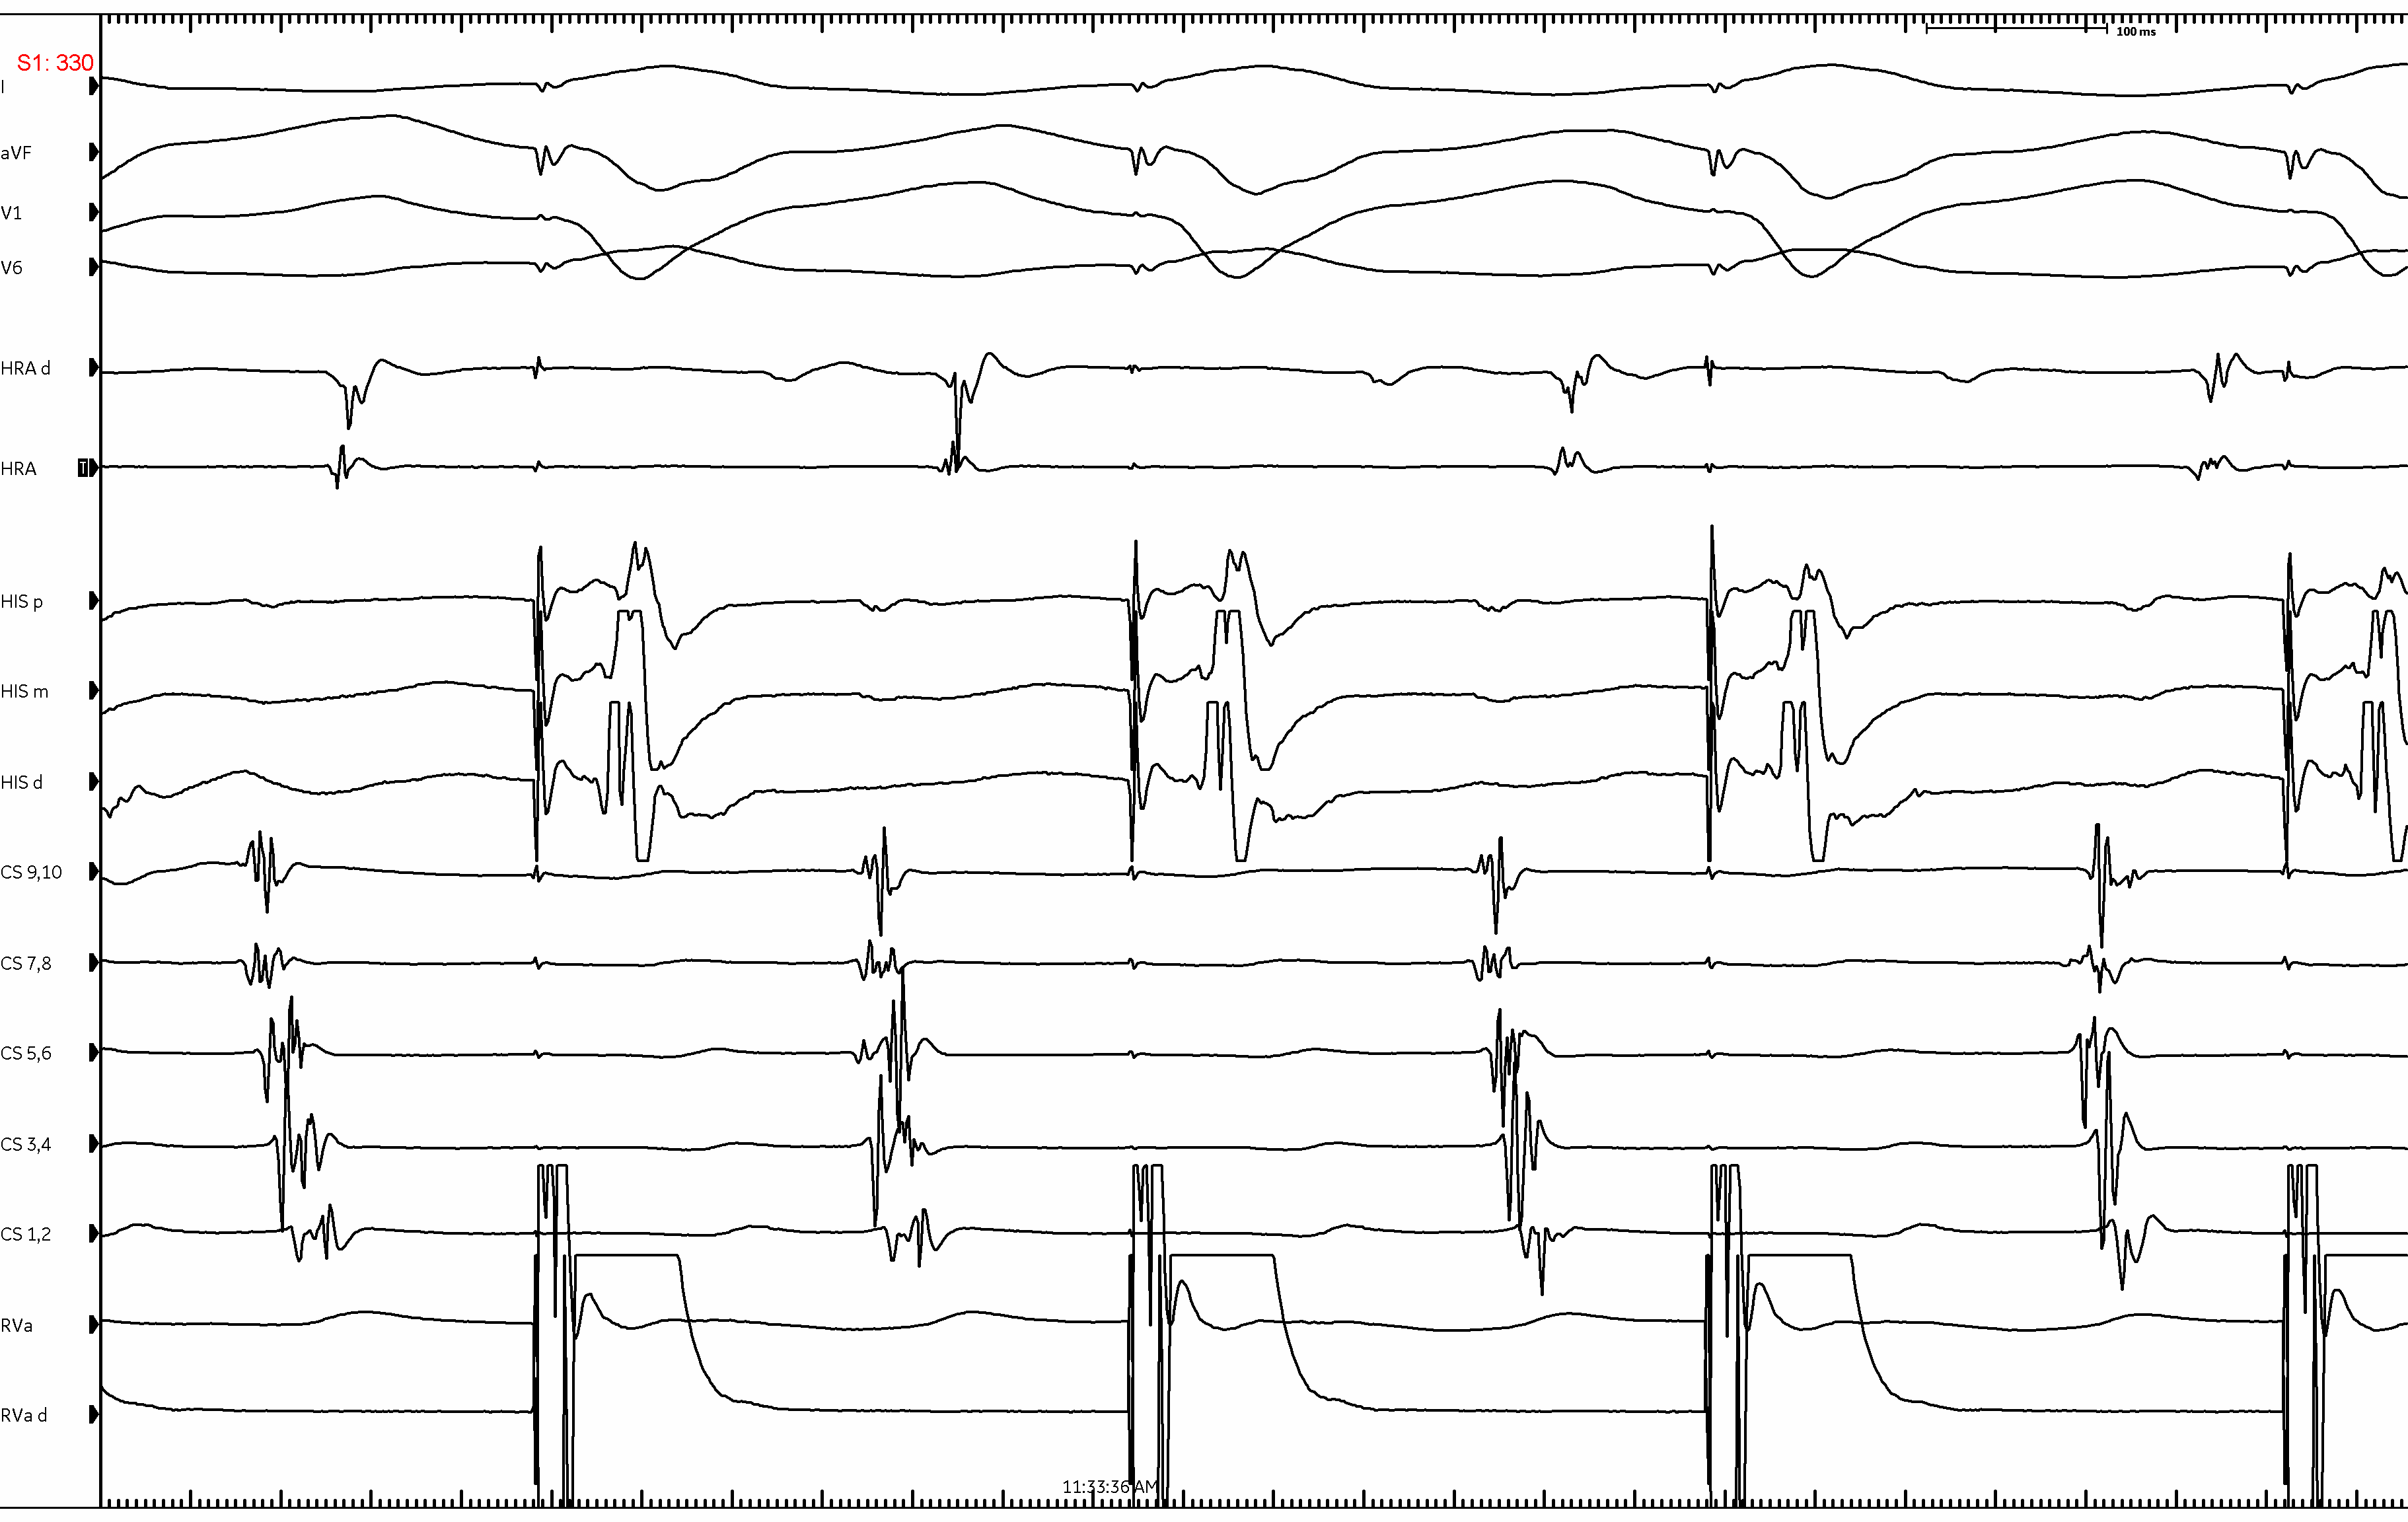 100 ms
S1: 330
I
aVF
V1
V6
HRA d
HRA T
HIS p
HIS m
HIS d
CS 9,10
CS 7,8
CS 5,6
CS 3,4
CS 1,2
RVa
RVa d
11:33:36 AM